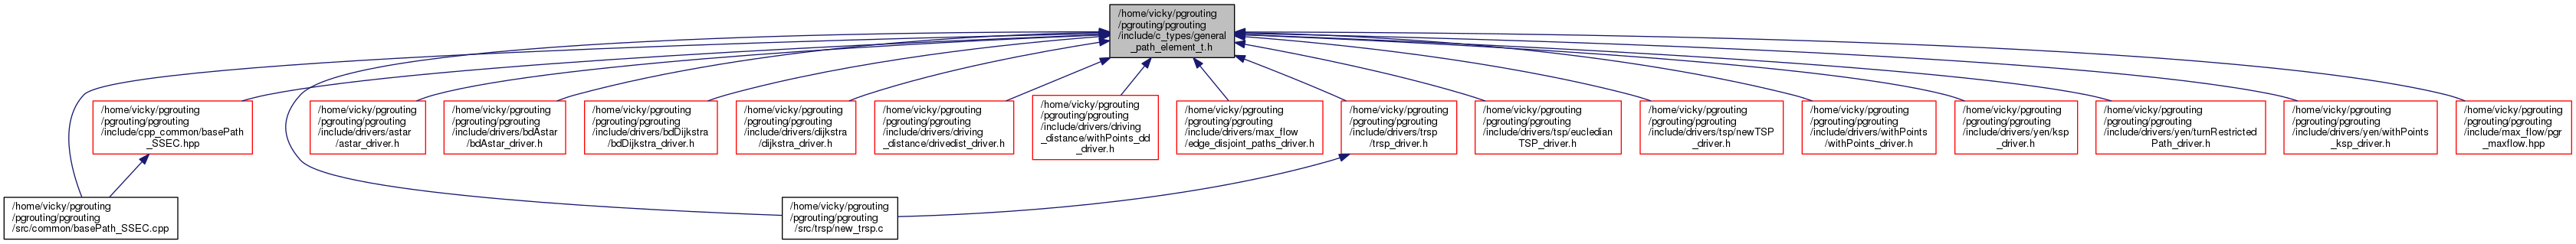 /home/vicky/pgrouting
/pgrouting/pgrouting
/include/c_types/general
_path_element_t.h
/home/vicky/pgrouting
/pgrouting/pgrouting
/include/cpp_common/basePath
_SSEC.hpp
/home/vicky/pgrouting
/pgrouting/pgrouting
/include/drivers/astar
/astar_driver.h
/home/vicky/pgrouting
/pgrouting/pgrouting
/include/drivers/bdAstar
/bdAstar_driver.h
/home/vicky/pgrouting
/pgrouting/pgrouting
/include/drivers/bdDijkstra
/bdDijkstra_driver.h
/home/vicky/pgrouting
/pgrouting/pgrouting
/include/drivers/dijkstra
/dijkstra_driver.h
/home/vicky/pgrouting
/pgrouting/pgrouting
/include/drivers/driving
_distance/drivedist_driver.h
/home/vicky/pgrouting
/pgrouting/pgrouting
/include/drivers/driving
_distance/withPoints_dd
_driver.h
/home/vicky/pgrouting
/pgrouting/pgrouting
/include/drivers/max_flow
/edge_disjoint_paths_driver.h
/home/vicky/pgrouting
/pgrouting/pgrouting
/include/drivers/trsp
/trsp_driver.h
/home/vicky/pgrouting
/pgrouting/pgrouting
/include/drivers/tsp/eucledian
TSP_driver.h
/home/vicky/pgrouting
/pgrouting/pgrouting
/include/drivers/tsp/newTSP
_driver.h
/home/vicky/pgrouting
/pgrouting/pgrouting
/include/drivers/withPoints
/withPoints_driver.h
/home/vicky/pgrouting
/pgrouting/pgrouting
/include/drivers/yen/ksp
_driver.h
/home/vicky/pgrouting
/pgrouting/pgrouting
/include/drivers/yen/turnRestricted
Path_driver.h
/home/vicky/pgrouting
/pgrouting/pgrouting
/include/drivers/yen/withPoints
_ksp_driver.h
/home/vicky/pgrouting
/pgrouting/pgrouting
/include/max_flow/pgr
_maxflow.hpp
/home/vicky/pgrouting
/pgrouting/pgrouting
/src/common/basePath_SSEC.cpp
/home/vicky/pgrouting
/pgrouting/pgrouting
/src/trsp/new_trsp.c